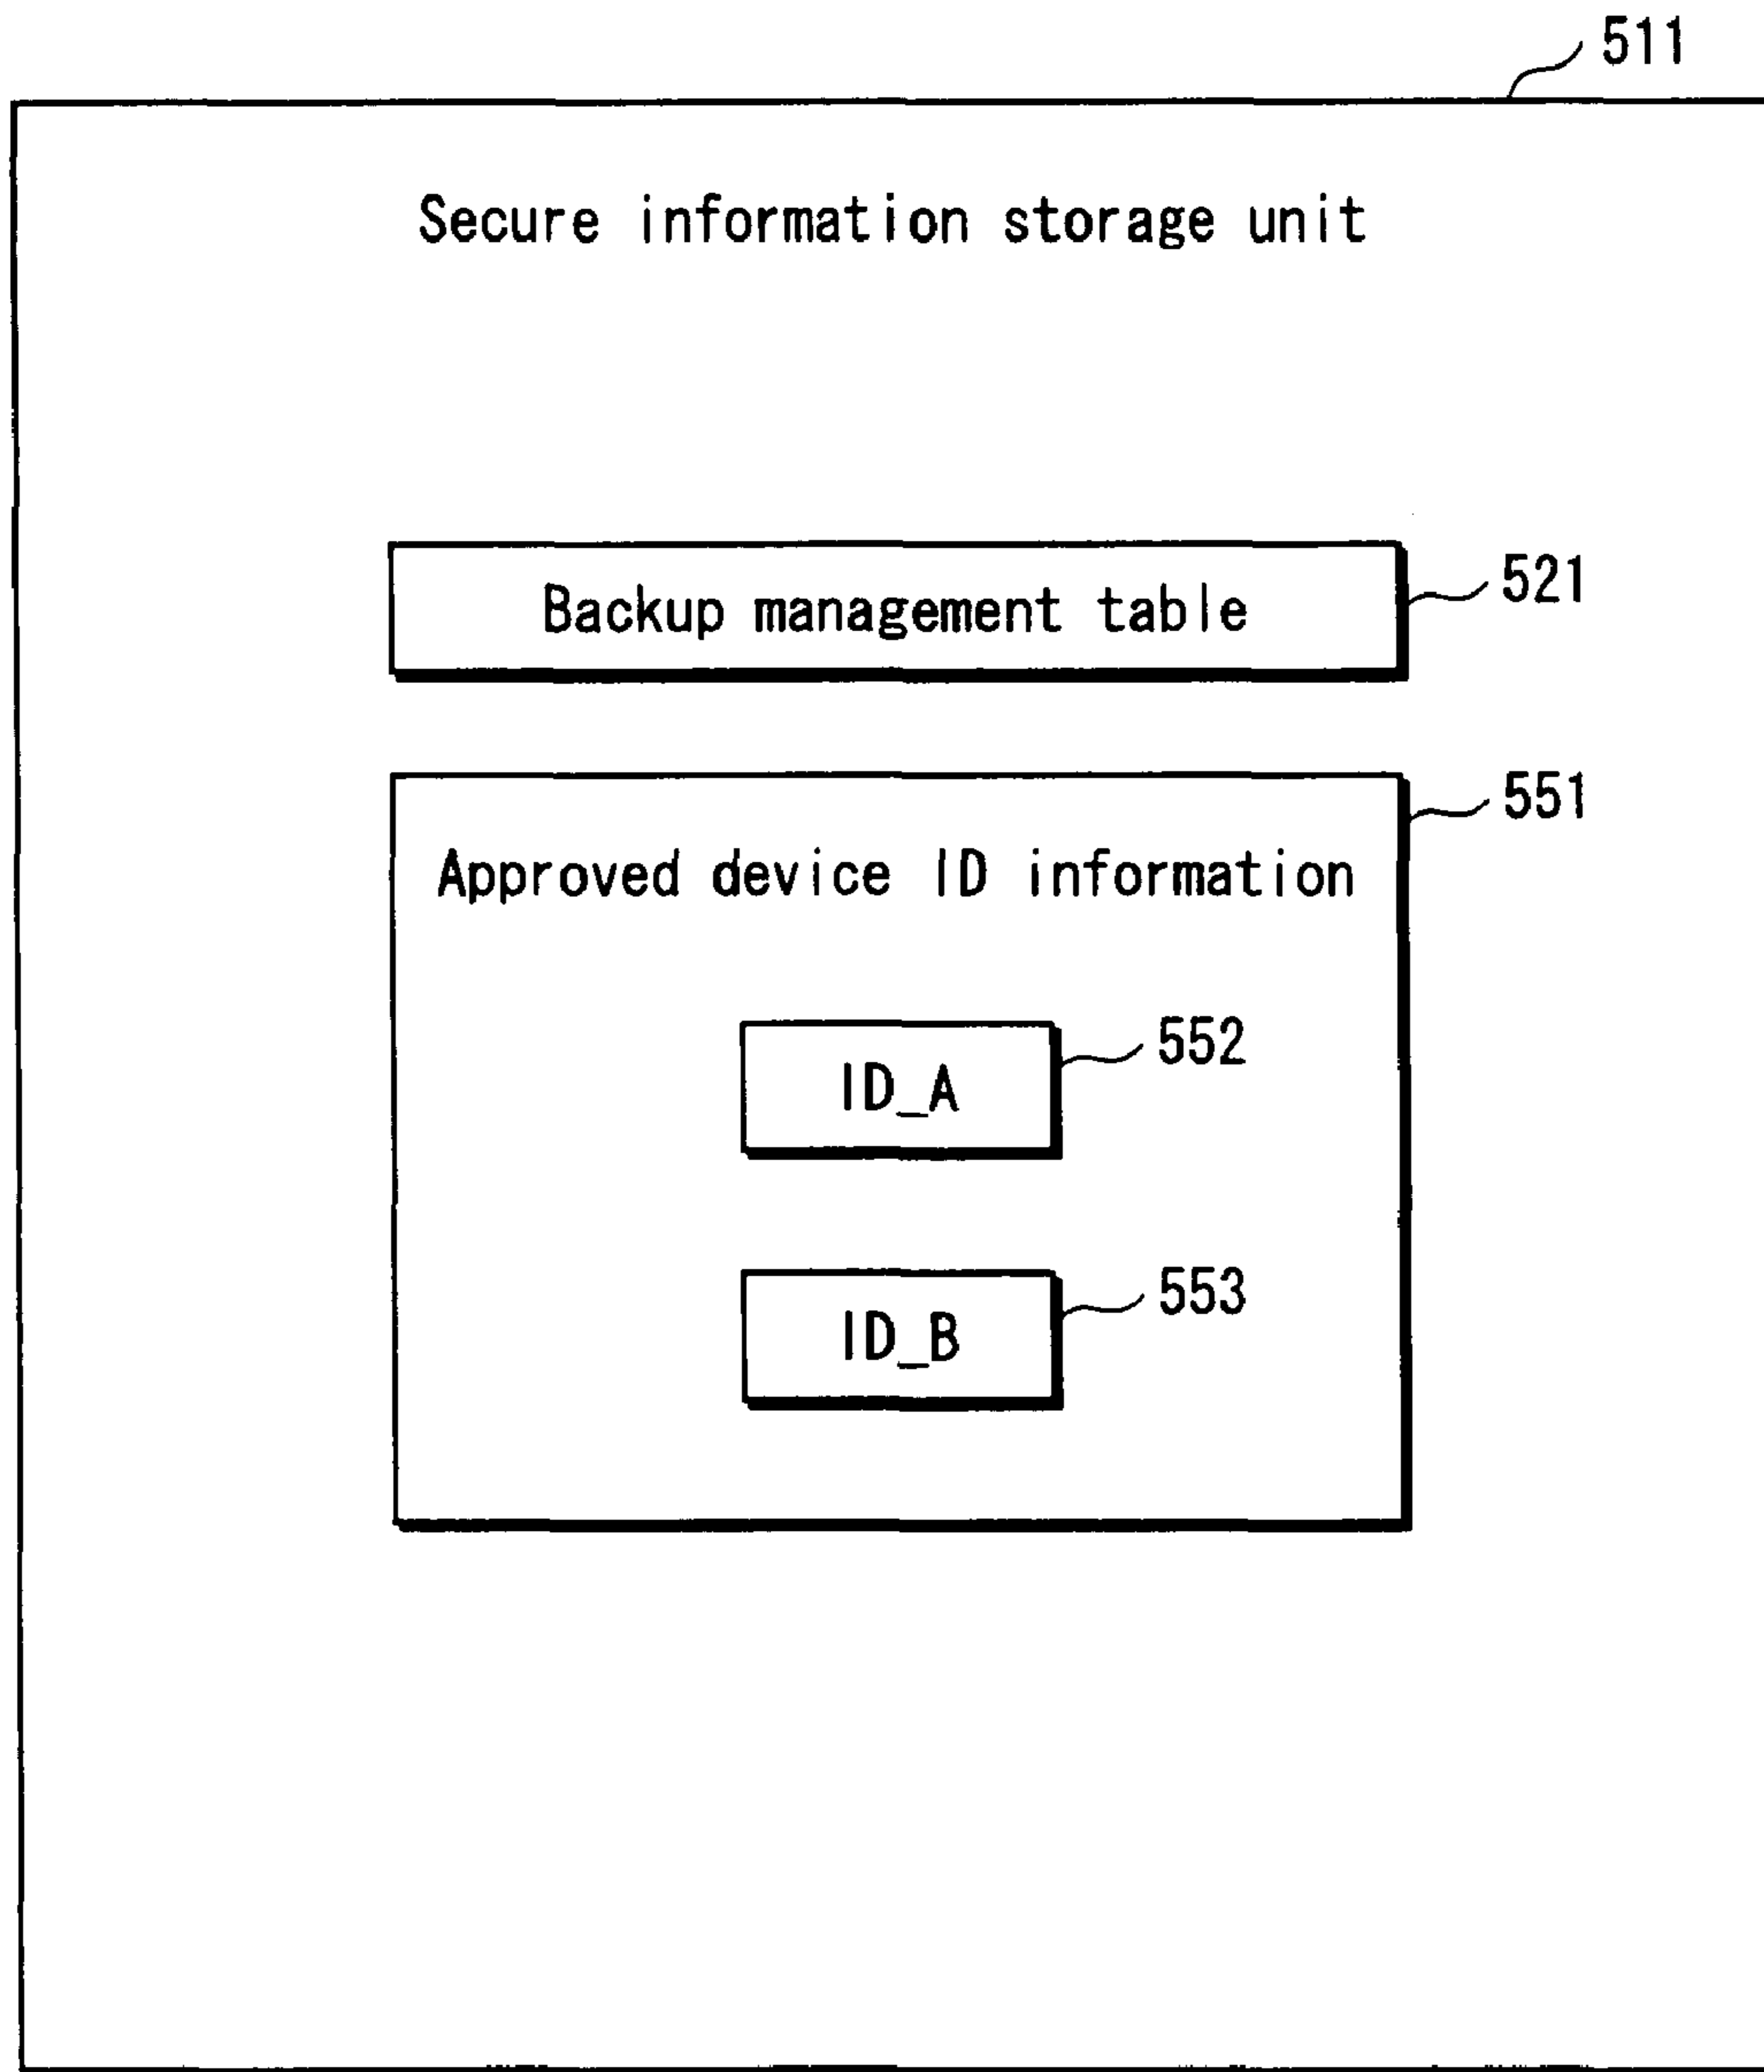 511
Secure information storage unit
Backup management table
521
551
Approved device ID information
ID_A
552
ID_B
553